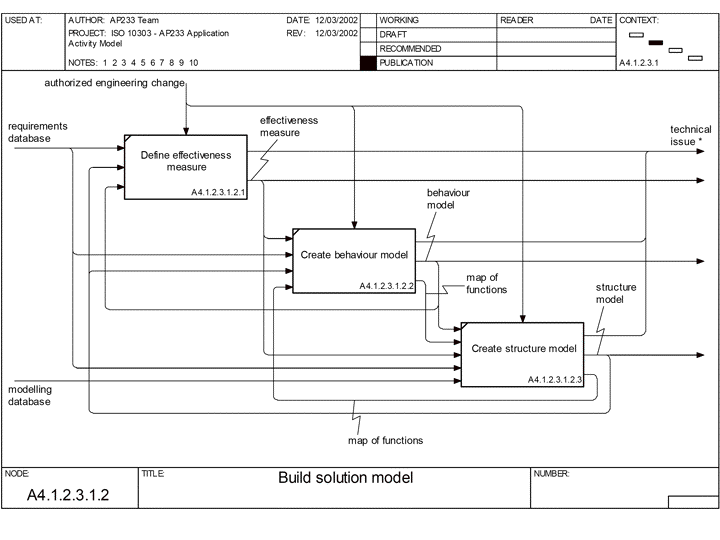 USED AT:
AUTHOR: AP233 Team
DATE: 12/03/2002
WORKING
READER
DATE
CONTEXT:
PROJECT: ISO 10303 - AP233 Application
REV: 12/03/2002
DRAFT
Activity Model
RECOMMENDED
NOTES: 1 2 3 4 5 6 7 8 9 10
PUBLICATION
A4.1.2.3.1
authorized engineering change
requirements
database
effectiveness
measure
technical
issue *
Define effectiveness
measure
A4.1.2.3.1.2.1
behaviour
model
Create behaviour model
A4.1.2.3.1.2.2
map of
functions
structure
model
Create structure model
A4.1.2.3.1.2.3
modelling
database
map of functions
NODE:
TITLE:
Build solution model
NUMBER:
A4.1.2.3.1.2